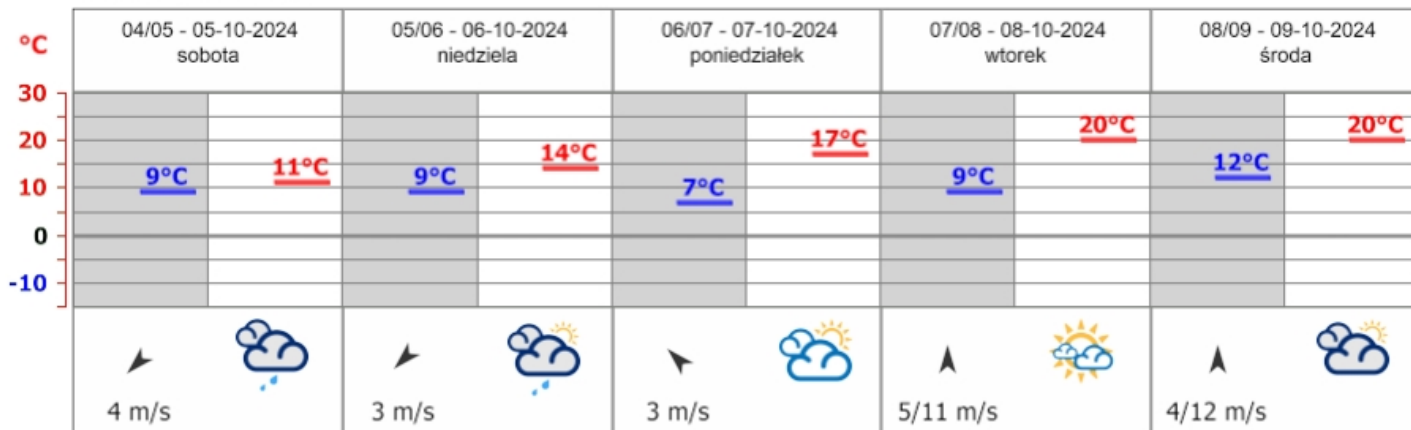 °C
04/05 - 05-10-2024
sobota
05/06 - 06-10-2024
niedziela
06/07 - 07-10-2024
poniedziałek
07/08 - 08-10-2024
wtorek
08/09 - 09-10-2024
środa
30
20
10
0
-10
9°C
11°C
9°C
14°C
7°C
17°C
9°C
20°C
12°C
20°C
4 m/s
3 m/s
3 m/s
5/11 m/s
4/12 m/s